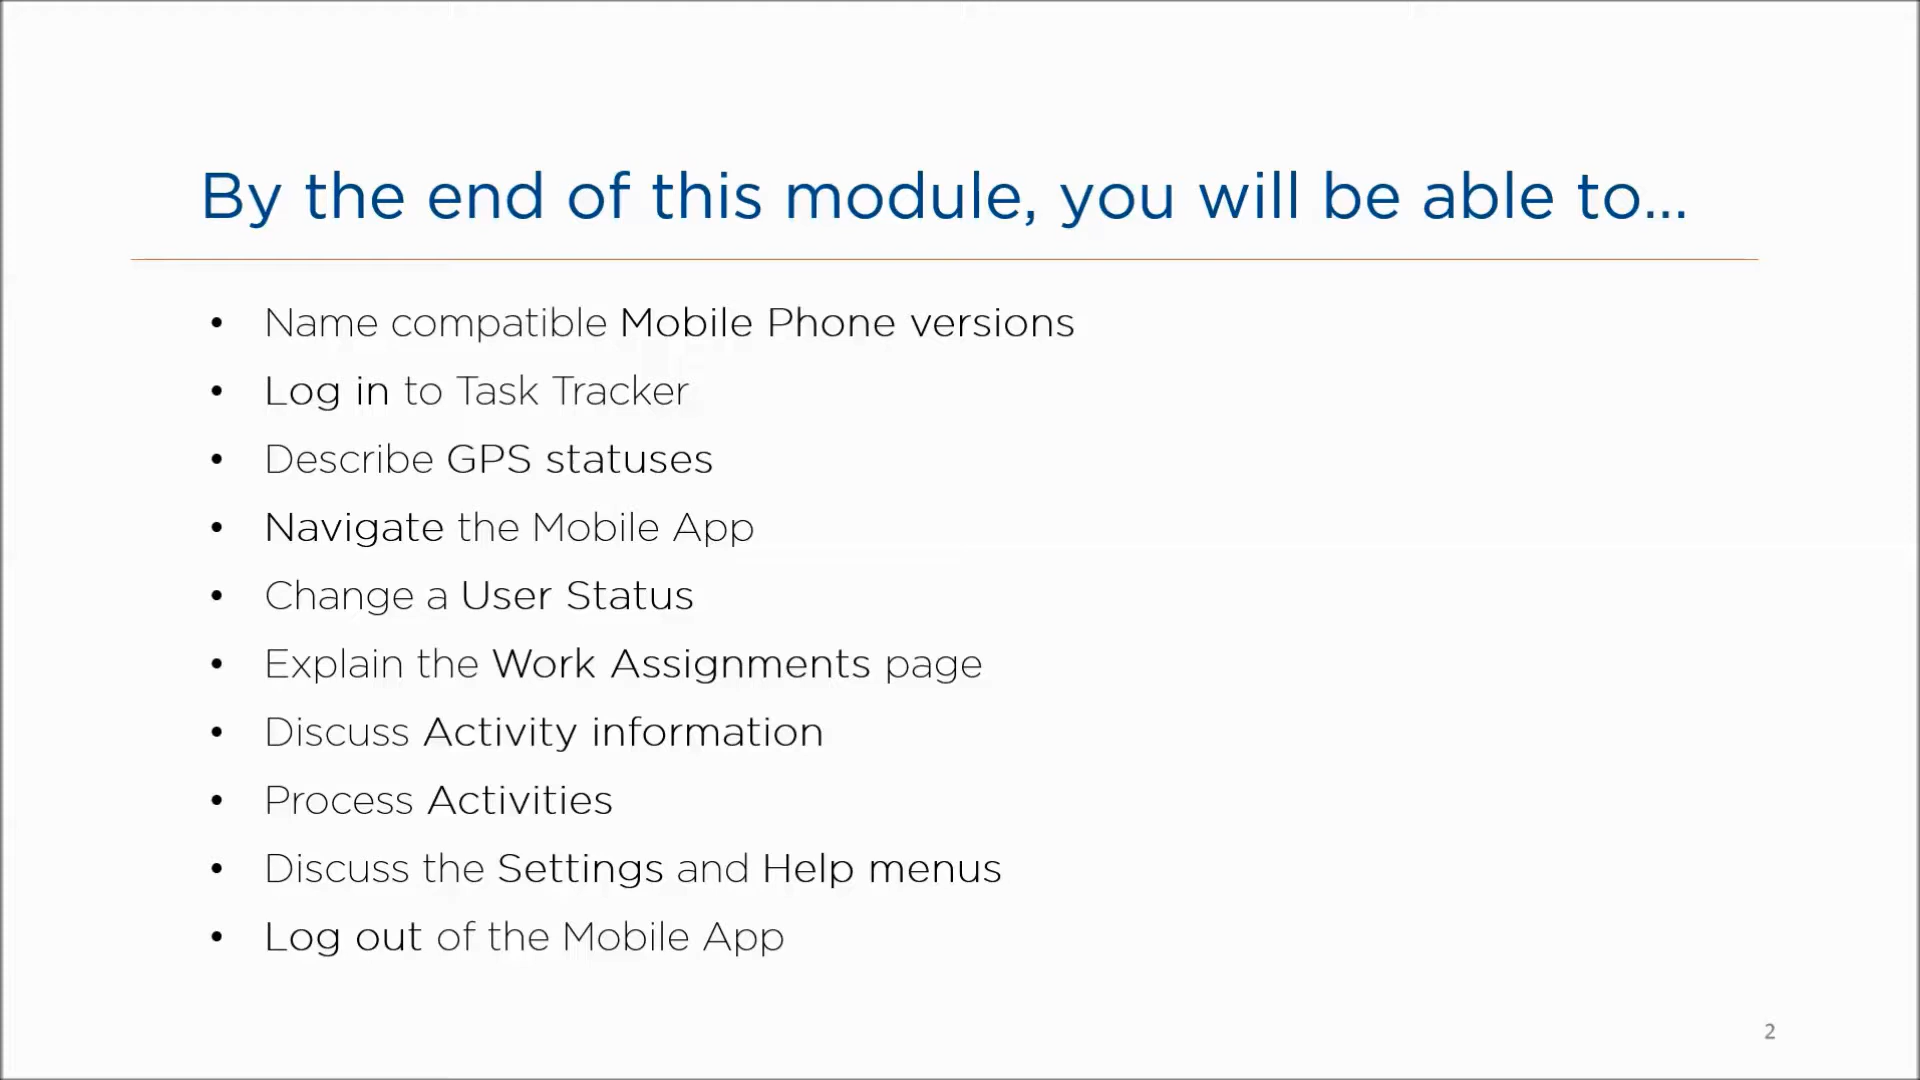 By the end of this module, you will be able to...
• Name compatible Mobile Phone versions
• Log in to Task Tracker
• Describe GPS statuses
• Navigate the Mobile App
• Change a User Status
• Explain the Work Assignments page
• Discuss Activity information
• Process Activities
• Discuss the Settings and Help menus
• Log out of the Mobile App
2